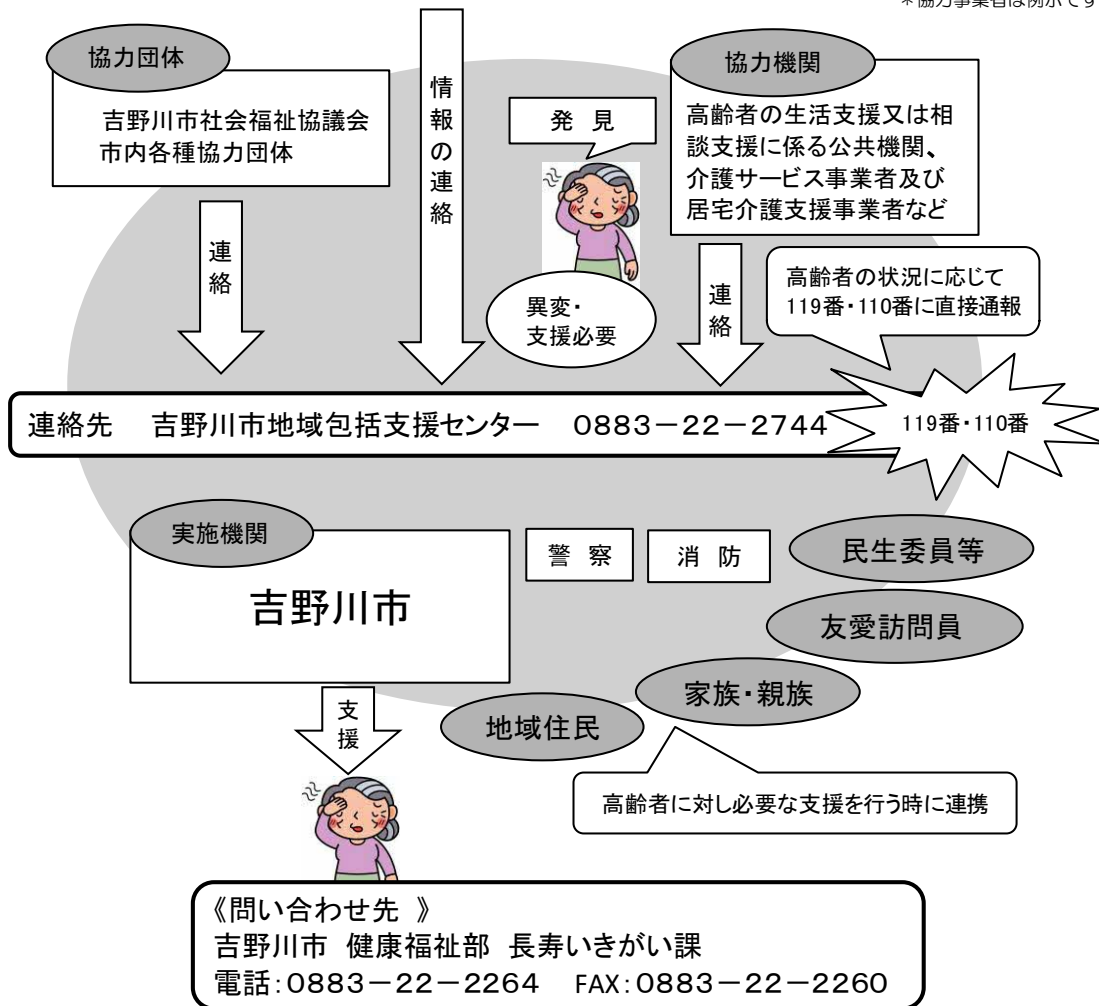 ＊協力事業者は例示です
協力団体
吉野川市社会福祉協議会
市内各種協力団体
情報の連絡
発 見
協力機関
高齢者の生活支援又は相
談支援に係る公共機関、
介護サービス事業者及び
居宅介護支援事業者など
連絡
異変・
支援必要
連絡
高齢者の状況に応じて
119番・110番に直接通報
連絡先 吉野川市地域包括支援センター 0883－22－2744
119番・110番
実施機関
吉野川市
警 察
消 防
民生委員等
友愛訪問員
家族・親族
地域住民
支援
高齢者に対し必要な支援を行う時に連携
《問い合わせ先 》
吉野川市 健康福祉部 長寿いきがい課
電話：0883－22－2264 FAX：0883－22－2260